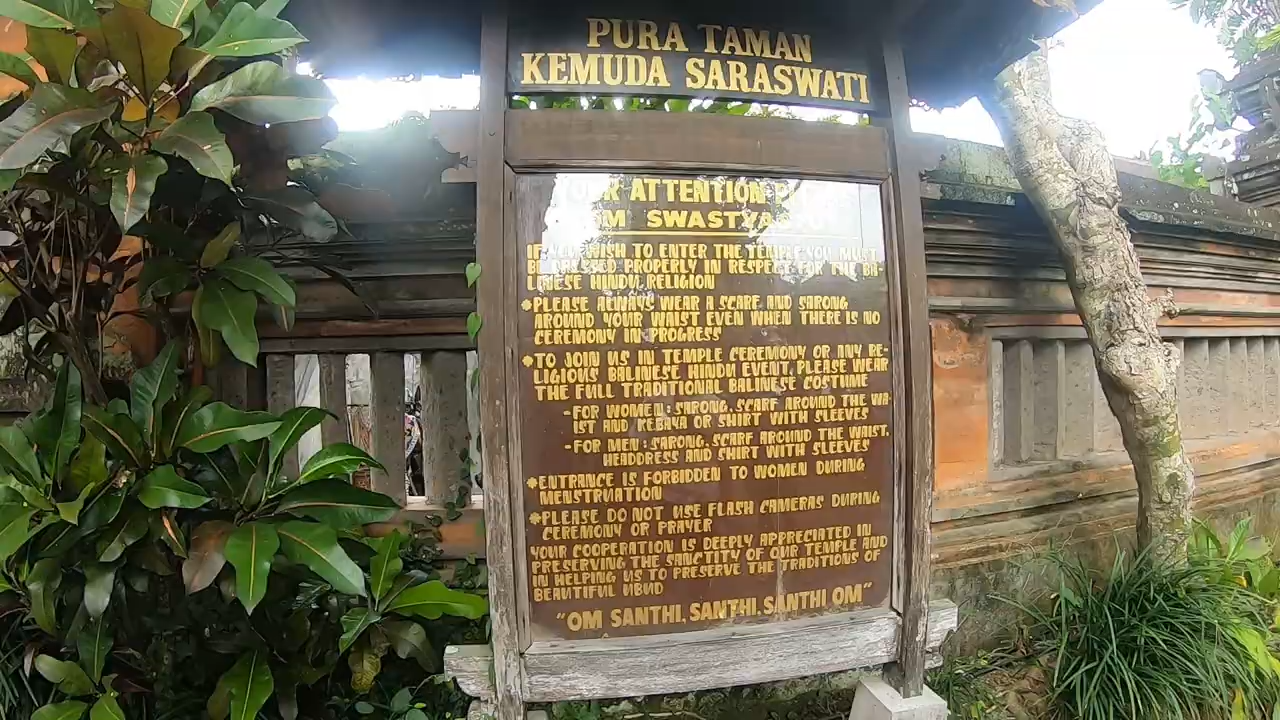 PURA TAMAN
KEMUDA SARASWATI
ATTENTION
SWASTYAS
IF YOU WISH TO ENTER THE TEMPLE YOU MUST
BE DRESSED PROPERLY IN RESPECT FOR THE BA-
LINESE HINDU RELIGION
*PLEASE ALWAYS WEAR A SCARF AND SARONG
AROUND YOUR WAIST EVEN WHEN THERE IS NO
CEREMONY IN PROGRESS
*TO JOIN US IN TEMPLE CEREMONY OR ANY RE-
LIGIOUS BALINESE HINDU EVENT, PLEASE WEAR
THE FULL TRADITIONAL BALINESE COSTUME
-FOR WOMEN: SARONG, SCARF AROUND THE WA-
IST AND KEBAYA OR SHIRT WITH SLEEVES
-FOR MEN: SARONG, SCARF AROUND THE WAIST,
HEADDRESS AND SHIRT WITH SLEEVES
*ENTRANCE IS FORBIDDEN TO WOMEN DURING
MENSTRUATION
*PLEASE DO NOT USE FLASH CAMERAS DURING
CEREMONY OR PRAYER
YOUR COOPERATION IS DEEPLY APPRECIATED IN
PRESERVING THE SANCTITY OF OUR TEMPLE AND
IN HELPING US TO PRESERVE THE TRADITIONS OF
BEAUTIFUL UBUD
"OM SANTHI, SANTHI, SANTHI OM"